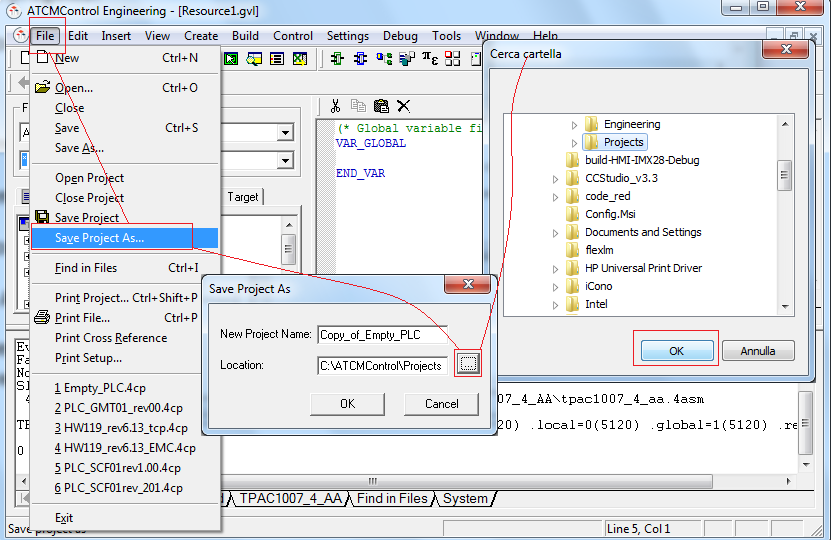 ATCMControl Engineering - [Resource1.gvl]
File Edit Insert View Create Build Control Settings Debug Tools Window
New Ctrl+N
Open... Ctrl+O
Close
Save Ctrl+S
Save As...
Open Project
Close Project
Save Project
Save Project As...
Find in Files Ctrl+I
Print Project... Ctrl+Shift+P
Print File... Ctrl+P
Print Cross Reference
Print Setup...
1 Empty_PLC.4cp
2 PLC_GMT01_rev00.4cp
3 HW119_rev6.13_tcp.4cp
4 HW119_rev6.13_EMC.4cp
5 PLC_SCF01rev1.00.4cp
6 PLC_SCF01rev_201.4cp
Exit
Target
(* Global variable fi
VAR_GLOBAL
END_VAR
Cerca cartella
Engineering
Projects
build-HMI-IMX28-Debug
CCStudio_v3.3
code_red
Config.Msi
Documents and Settings
flexlm
HP Universal Print Driver
iCono
Intel
OK Annulla
Save Project As
New Project Name: Copy_of_Empty_PLC
Location: C:\ATCMControl\Projects ...
OK Cancel
07_4_AA\tpac1007_4_aa.4asm
20) .local=0(5120) .global=1(5120) .re
0
TPAC1007_4_AA Find in Files System
Save project as
Line 5, Col 1